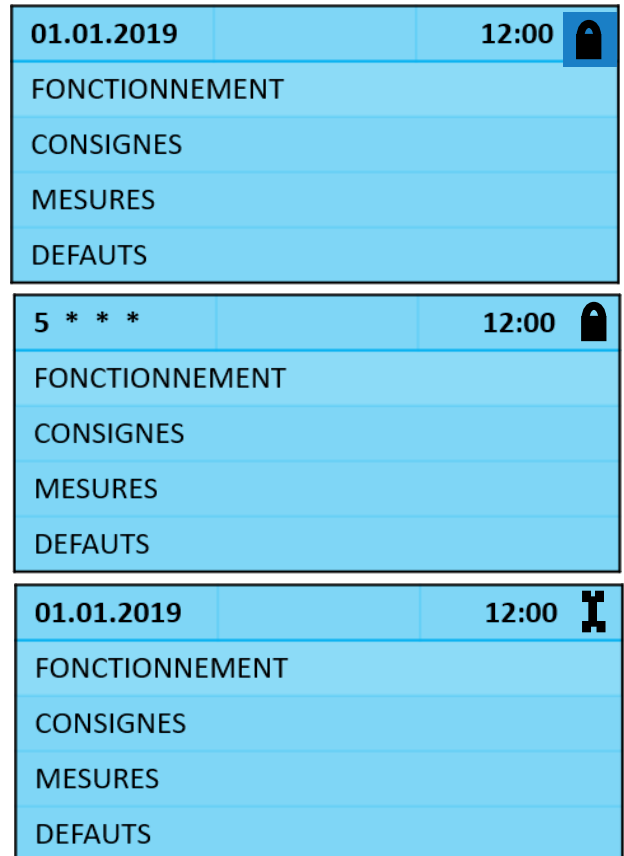 01.01.2019 12:00
FONCTIONNEMENT
CONSIGNES
MESURES
DEFAUTS
5 * * * 12:00
FONCTIONNEMENT
CONSIGNES
MESURES
DEFAUTS
01.01.2019 12:00
FONCTIONNEMENT
CONSIGNES
MESURES
DEFAUTS